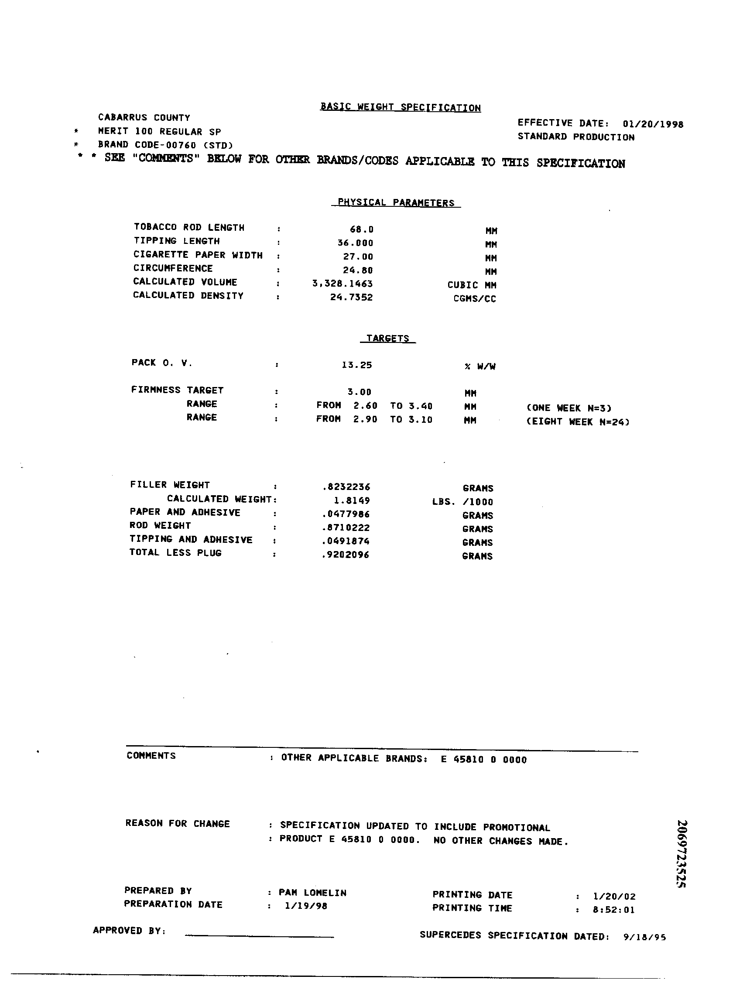 BASIC WEIGHT SPECIFICATION
CABARRUS COUNTY
EFFECTIVE DATE: 01/20/1998
* MERIT 100 REGULAR SP
STANDARD PRODUCTION
* BRAND CODE-00760 (STD)
* * SEE "COMMENTS" BELOW FOR OTHER BRANDS/CODES APPLICABLE TO THIS SPECIFICATION
PHYSICAL PARAMETERS
TOBACCO ROD LENGTH : 68.0 MM
TIPPING LENGTH : 36.000 MM
CIGARETTE PAPER WIDTH : 27.00 MM
CIRCUMFERENCE : 24.80 MM
CALCULATED VOLUME : 3,328.1463 CUBIC MM
CALCULATED DENSITY : 24.7352 CGMS/CC
TARGETS
PACK O. V. : 13.25 % W/W
FIRMNESS TARGET : 3.00 MM
RANGE : FROM 2.60 TO 3.40 MM (ONE WEEK N=3)
RANGE : FROM 2.90 TO 3.10 MM (EIGHT WEEK N=24)
FILLER WEIGHT : .8232236 GRAMS
CALCULATED WEIGHT: 1.8149 LBS. /1000
PAPER AND ADHESIVE : .0477986 GRAMS
ROD WEIGHT : .8710222 GRAMS
TIPPING AND ADHESIVE : .0491874 GRAMS
TOTAL LESS PLUG : .9202096 GRAMS
COMMENTS : OTHER APPLICABLE BRANDS: E 45810 0 0000
REASON FOR CHANGE : SPECIFICATION UPDATED TO INCLUDE PROMOTIONAL
: PRODUCT E 45810 0 0000. NO OTHER CHANGES MADE.
PREPARED BY : PAM LOMELIN PRINTING DATE : 1/20/02
PREPARATION DATE : 1/19/98 PRINTING TIME : 8:52:01
APPROVED BY:
SUPERCEDES SPECIFICATION DATED: 9/18/95
2069723525